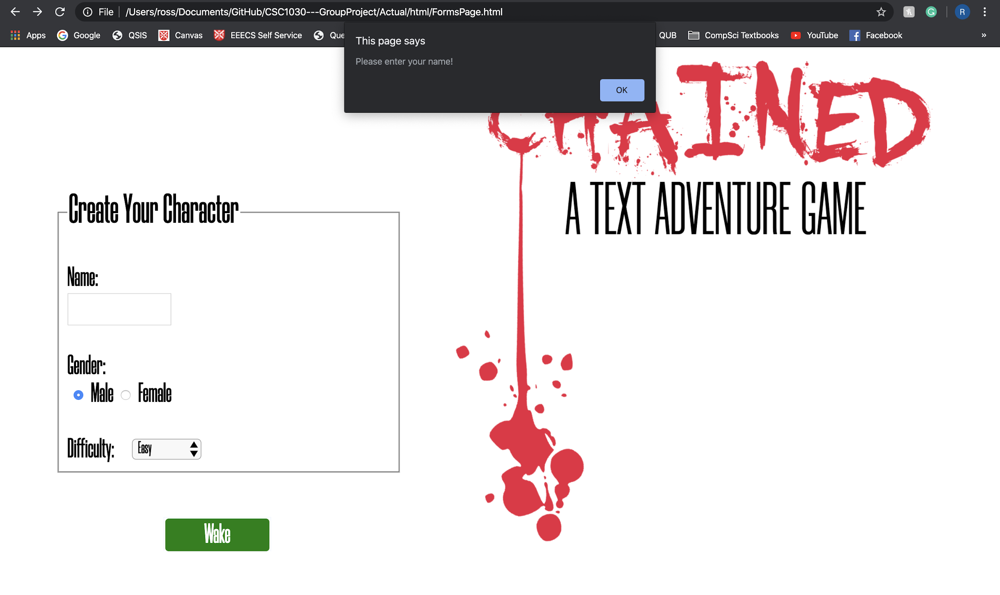 File /Users/ross/Documents/GitHub/CSC1030---GroupProject/Actual/html/FormsPage.html
R
Apps Google QSIS Canvas EEECS Self Service Que QUB CompSci Textbooks YouTube Facebook »
This page says
Please enter your name!
OK
CHAINED
A TEXT ADVENTURE GAME
Create Your Character
Name:
Gender:
Male Female
Difficulty: Easy
Wake